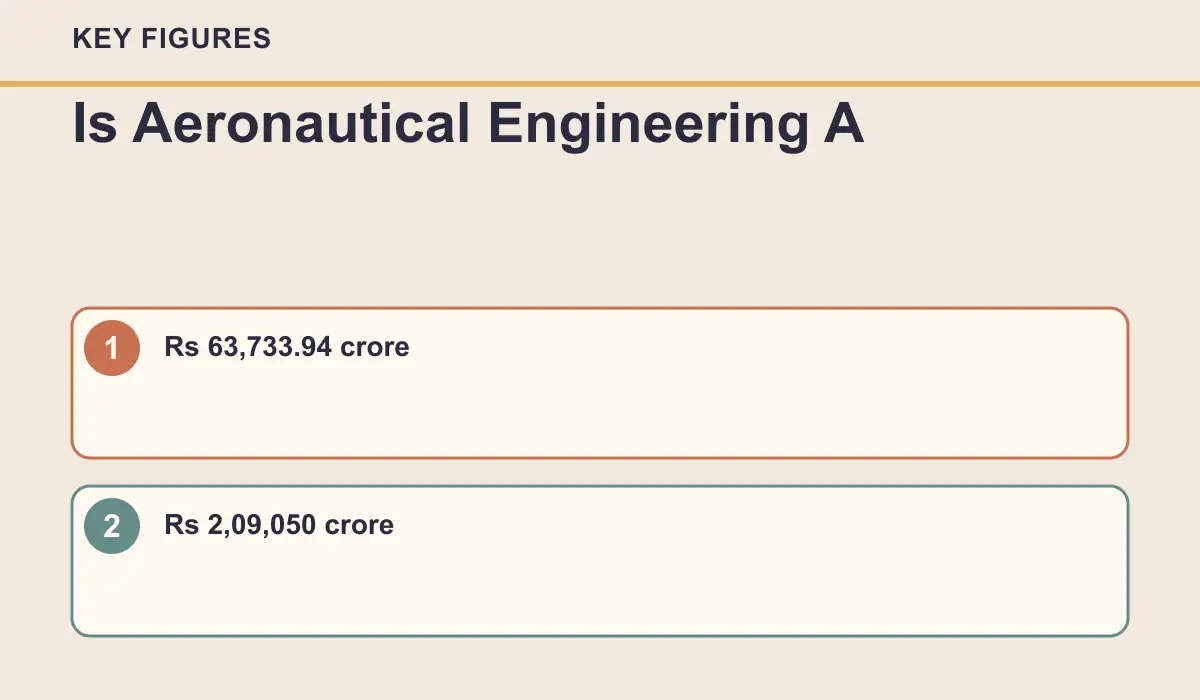 KEY FIGURES
Is Aeronautical Engineering A
1
Rs 63,733.94 crore
2
Rs 2,09,050 crore